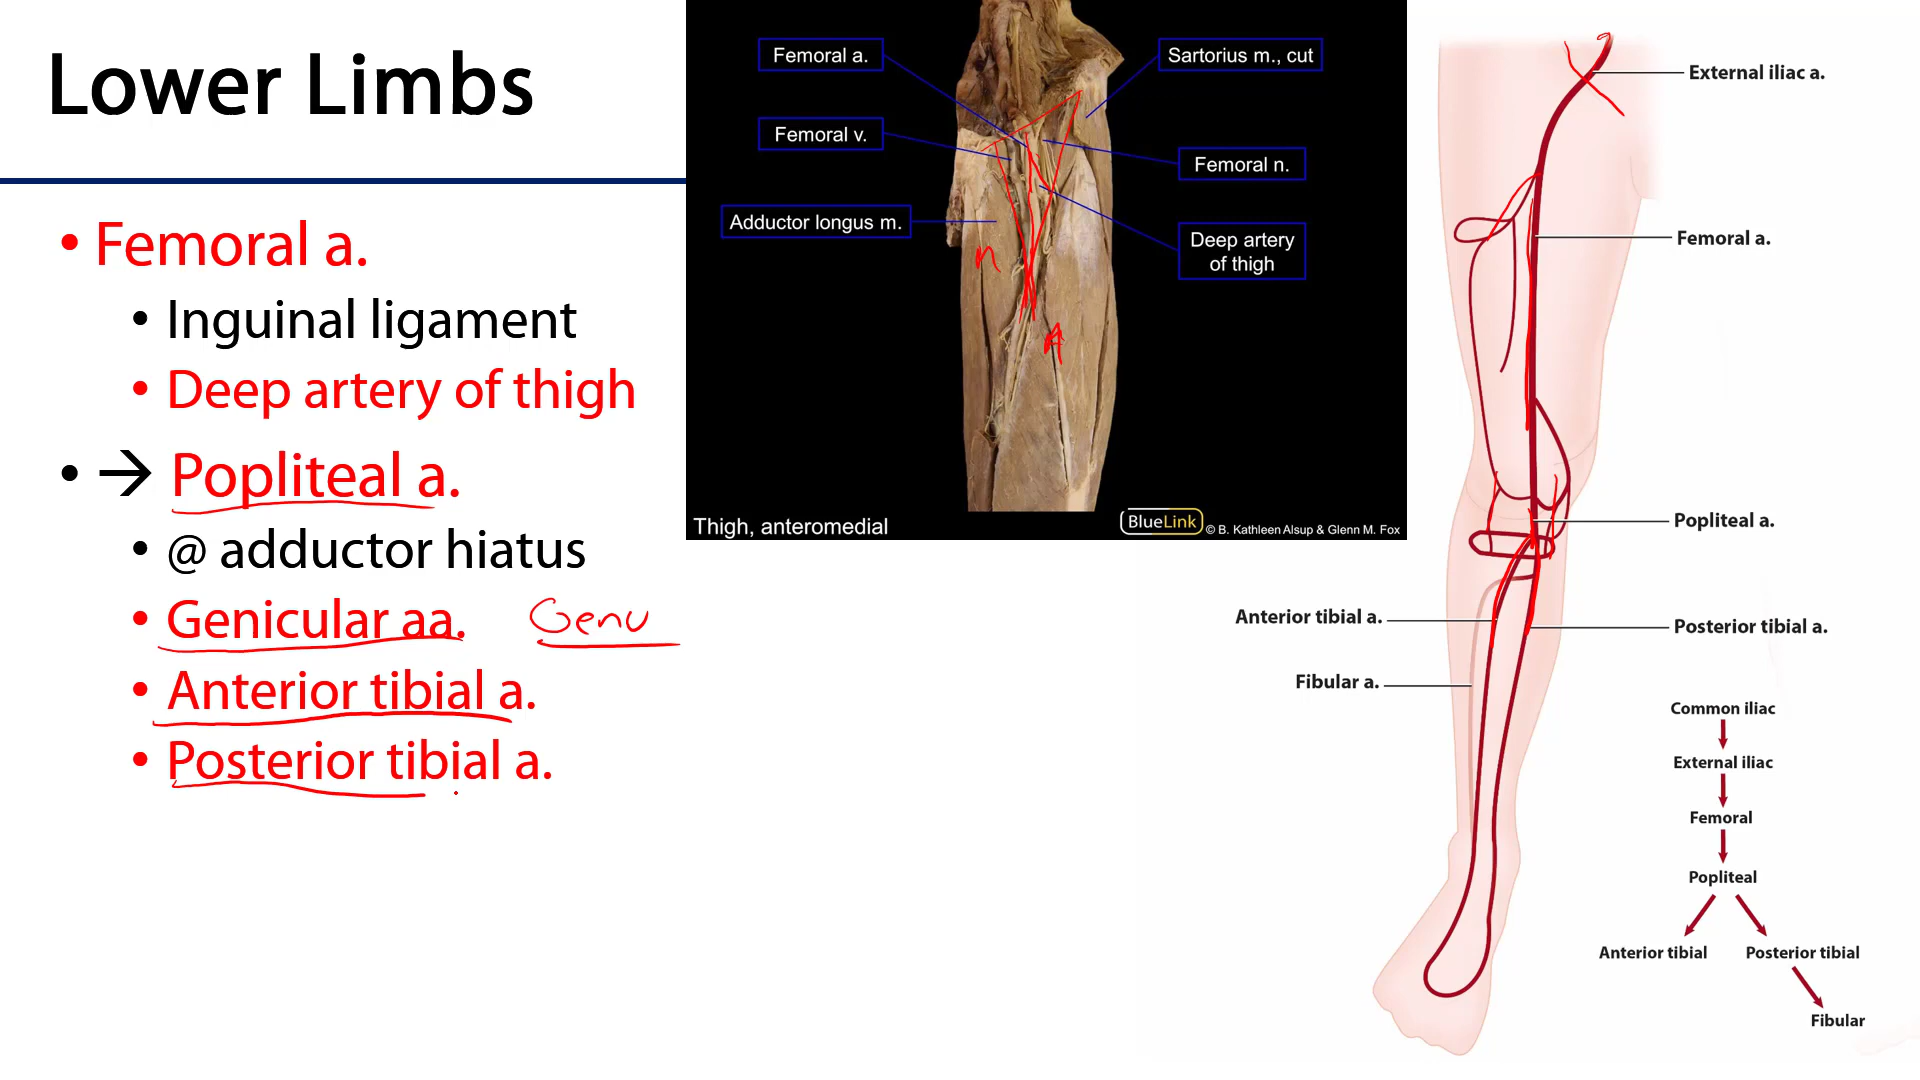 Lower Limbs
• Femoral a.
• Inguinal ligament
• Deep artery of thigh
• → Popliteal a.
• @ adductor hiatus
• Genicular aa. Genu
• Anterior tibial a.
• Posterior tibial a.
Femoral a.
Femoral v.
Adductor longus m.
Sartorius m., cut
Femoral n.
Deep artery
of thigh
n
A
Thigh, anteromedial
BlueLink © B. Kathleen Alsup & Glenn M. Fox
External iliac a.
Femoral a.
Popliteal a.
Anterior tibial a.
Posterior tibial a.
Fibular a.
Common iliac
External iliac
Femoral
Popliteal
Anterior tibial Posterior tibial
Fibular